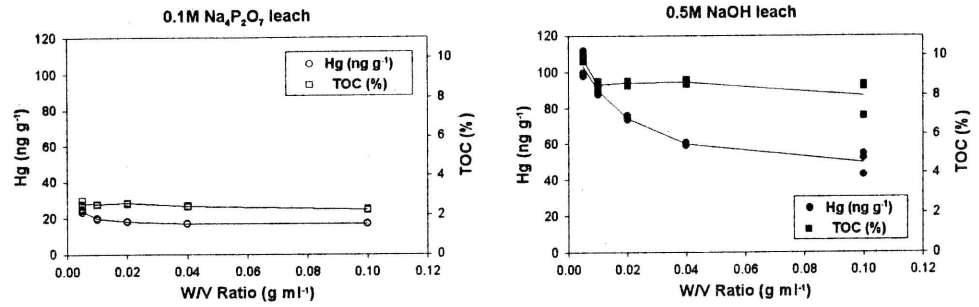 0.1M Na₄P₂O₇ leach
120
100
80
60
40
20
0
Hg (ng g⁻¹)
10
8
6
4
2
0
TOC (%)
Hg (ng g⁻¹)
TOC (%)
0.00 0.02 0.04 0.06 0.08 0.10 0.12
W/V Ratio (g ml⁻¹)
0.5M NaOH leach
120
100
80
60
40
20
0
Hg (ng g⁻¹)
10
8
6
4
2
0
TOC (%)
Hg (ng g⁻¹)
TOC (%)
0.00 0.02 0.04 0.06 0.08 0.10 0.12
W/V Ratio (g ml⁻¹)